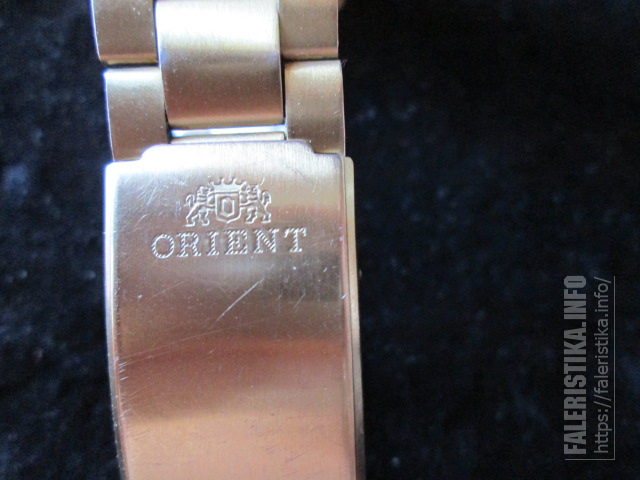 ORIENT
FALERISTIKA.INFO
https://faleristika.info/